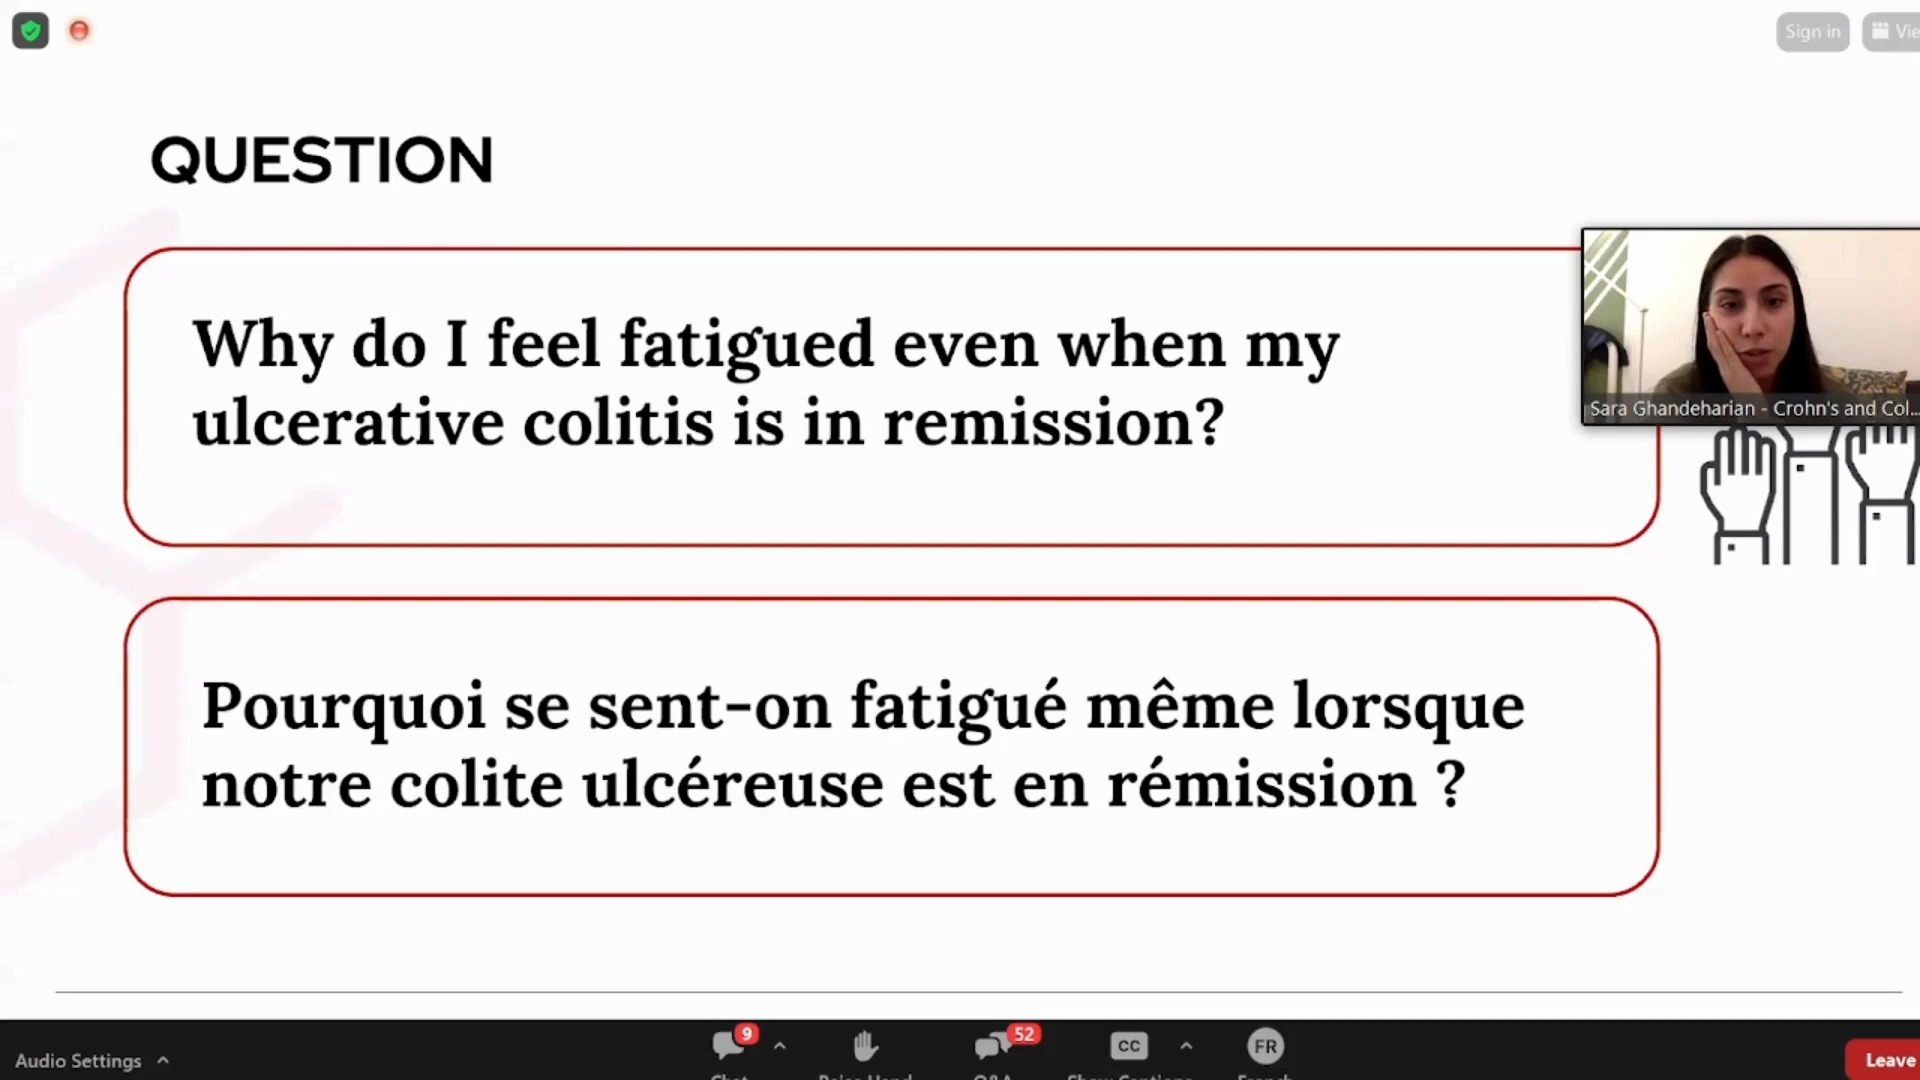 Sign in
QUESTION
Why do I feel fatigued even when my
ulcerative colitis is in remission?
Sara Ghandeharian - Crohn's and Col...
Pourquoi se sent-on fatigué même lorsque
notre colite ulcéreuse est en rémission ?
9
52
CC
FR
Audio Settings
Leave